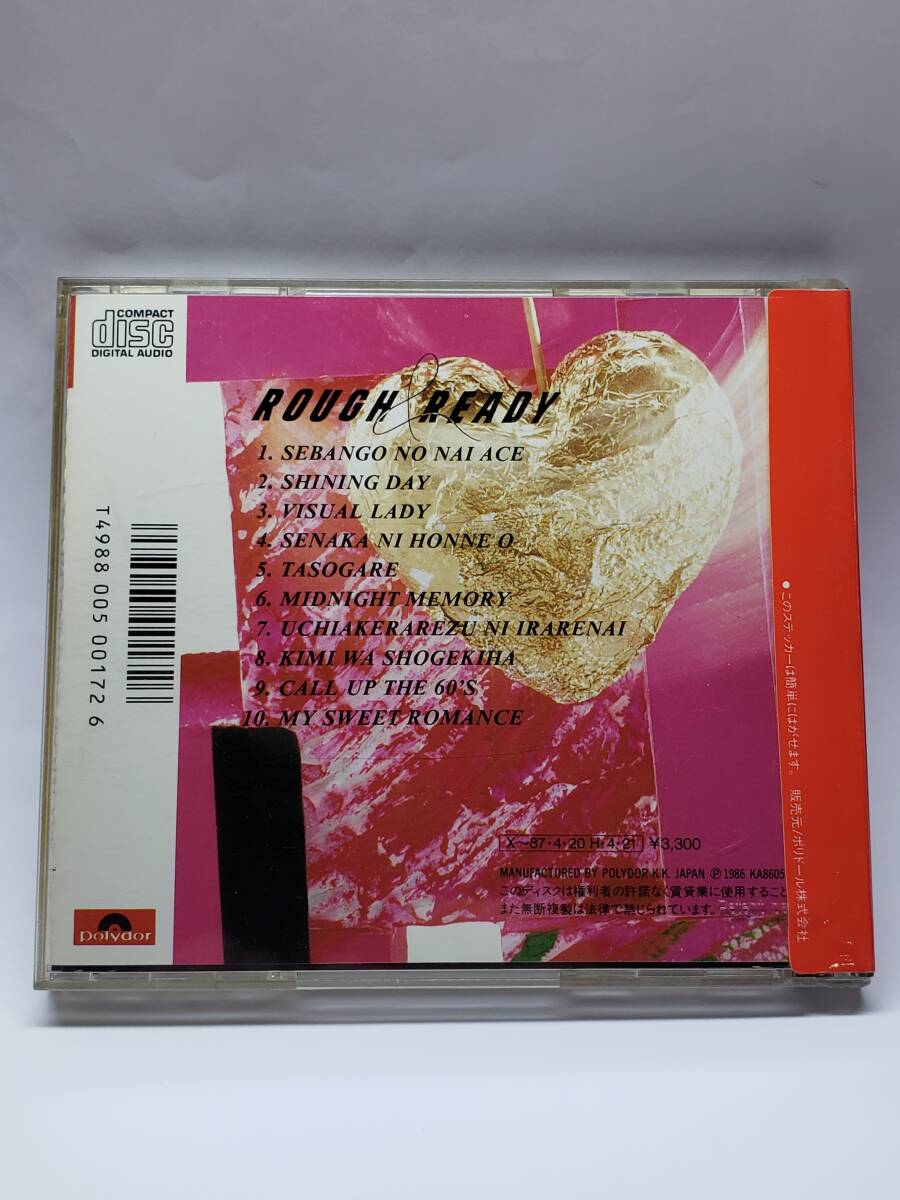 COMPACT
disc
DIGITAL AUDIO
ROUGH & READY
1. SEBANGO NO NAI ACE
2. SHINING DAY
3. VISUAL LADY
4. SENAKA NI HONNE O
5. TASOGARE
6. MIDNIGHT MEMORY
7. UCHIAKERAREZU NI IRARENAI
8. KIMI WA SHOGEKIHA
9. CALL UP THE 60'S
10. MY SWEET ROMANCE
T4988 005 00172 6
X~87・4・20 H・4・21 ¥3,300
MANUFACTURED BY POLYDOR K.K. JAPAN Ⓟ 1986 KA8605
このディスクは権利者の許諾なく賃貸業に使用すること
また無断複製は法律で禁じられています。
polydor
●このステッカーは簡単にはがせます。 販売元/ポリドール株式会社